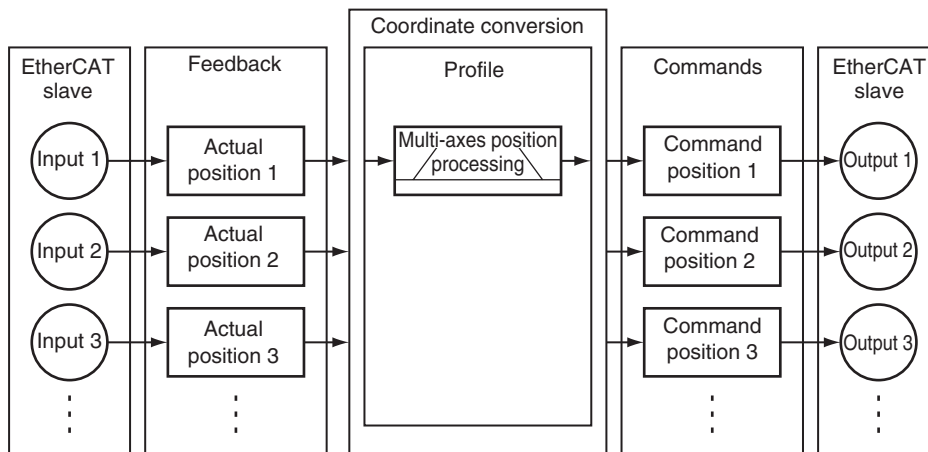 EtherCAT
slave
Input 1
Input 2
Input 3
Feedback
Actual
position 1
Actual
position 2
Actual
position 3
Coordinate conversion
Profile
Multi-axes position
processing
Commands
Command
position 1
Command
position 2
Command
position 3
EtherCAT
slave
Output 1
Output 2
Output 3